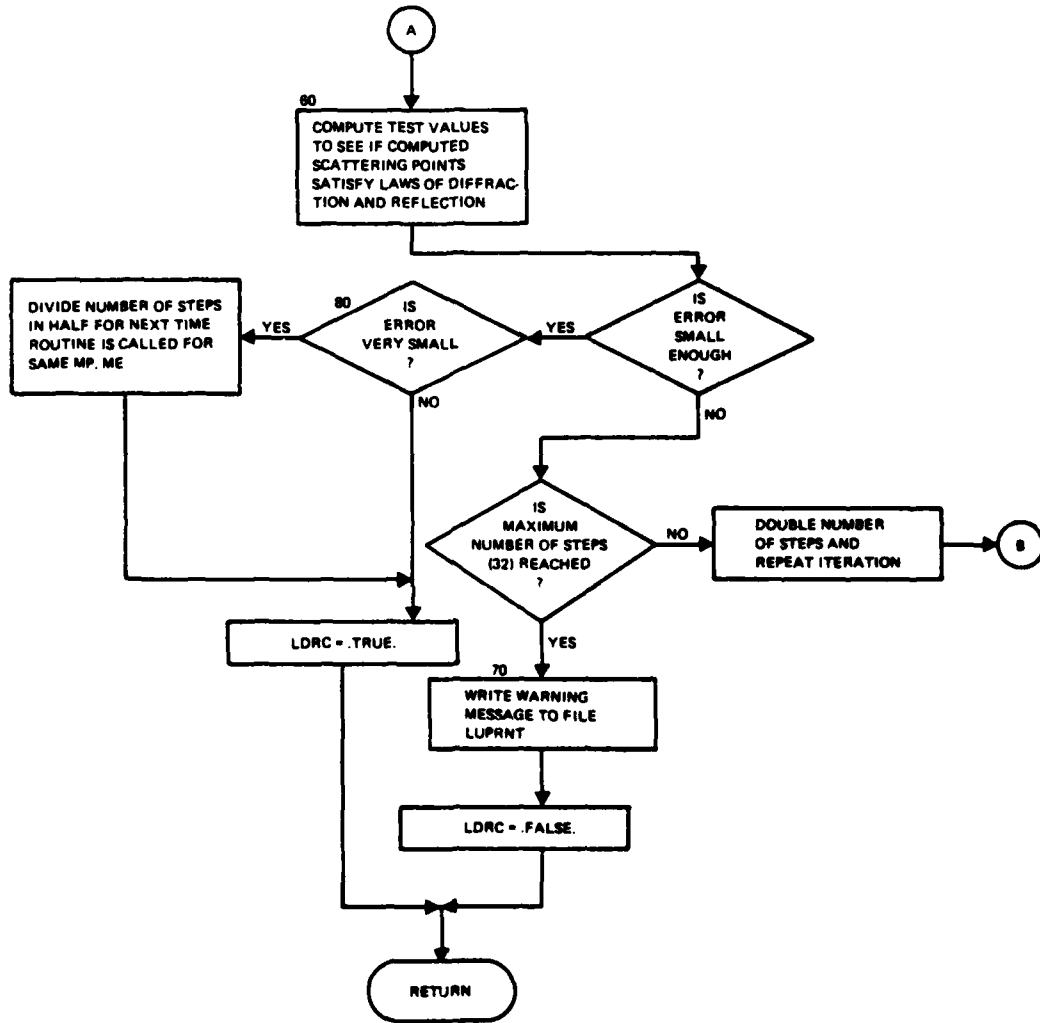 A
60
COMPUTE TEST VALUES
TO SEE IF COMPUTED
SCATTERING POINTS
SATISFY LAWS OF DIFFRAC-
TION AND REFLECTION
DIVIDE NUMBER OF STEPS
IN HALF FOR NEXT TIME
ROUTINE IS CALLED FOR
SAME MP, ME
YES
80
IS
ERROR
VERY SMALL
?
NO
YES
IS
ERROR
SMALL
ENOUGH
?
NO
IS
MAXIMUM
NUMBER OF STEPS
(32) REACHED
?
NO
DOUBLE NUMBER
OF STEPS AND
REPEAT ITERATION
B
YES
LDRC = .TRUE.
70
WRITE WARNING
MESSAGE TO FILE
LUPRNT
LDRC = .FALSE.
RETURN